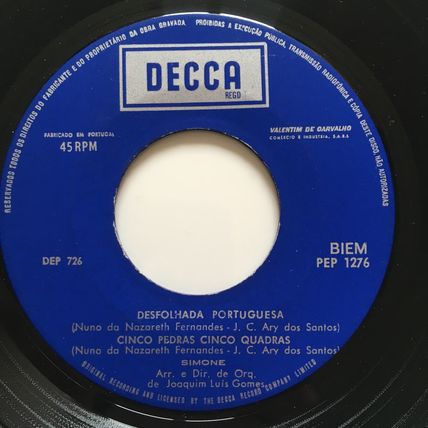 RESERVADOS TODOS OS DIREITOS DO FABRICANTE E DO PROPRIETÁRIO DA OBRA GRAVADA PROIBIDAS A EXECUÇÃO PUBLICA, TRANSMISSÃO RADIOFÓNICA E CÓPIA DESTE DISCO, NÃO AUTORIZADAS
DECCA
REGD
FABRICADO EM PORTUGAL
45 RPM
VALENTIM DE CARVALHO
COMERCIO E INDUSTRIA, S.A.R.L.
DEP 726
BIEM
PEP 1276
DESFOLHADA PORTUGUESA
(Nuno da Nazareth Fernandes - J. C. Ary dos Santos)
CINCO PEDRAS CINCO QUADRAS
(Nuno da Nazareth Fernandes - J. C. Ary dos Santos)
SIMONE
Arr. e Dir. de Orq.
de Joaquim Luís Gomes
ORIGINAL RECORDING AND LICENSED BY THE DECCA RECORD COMPANY LIMITED